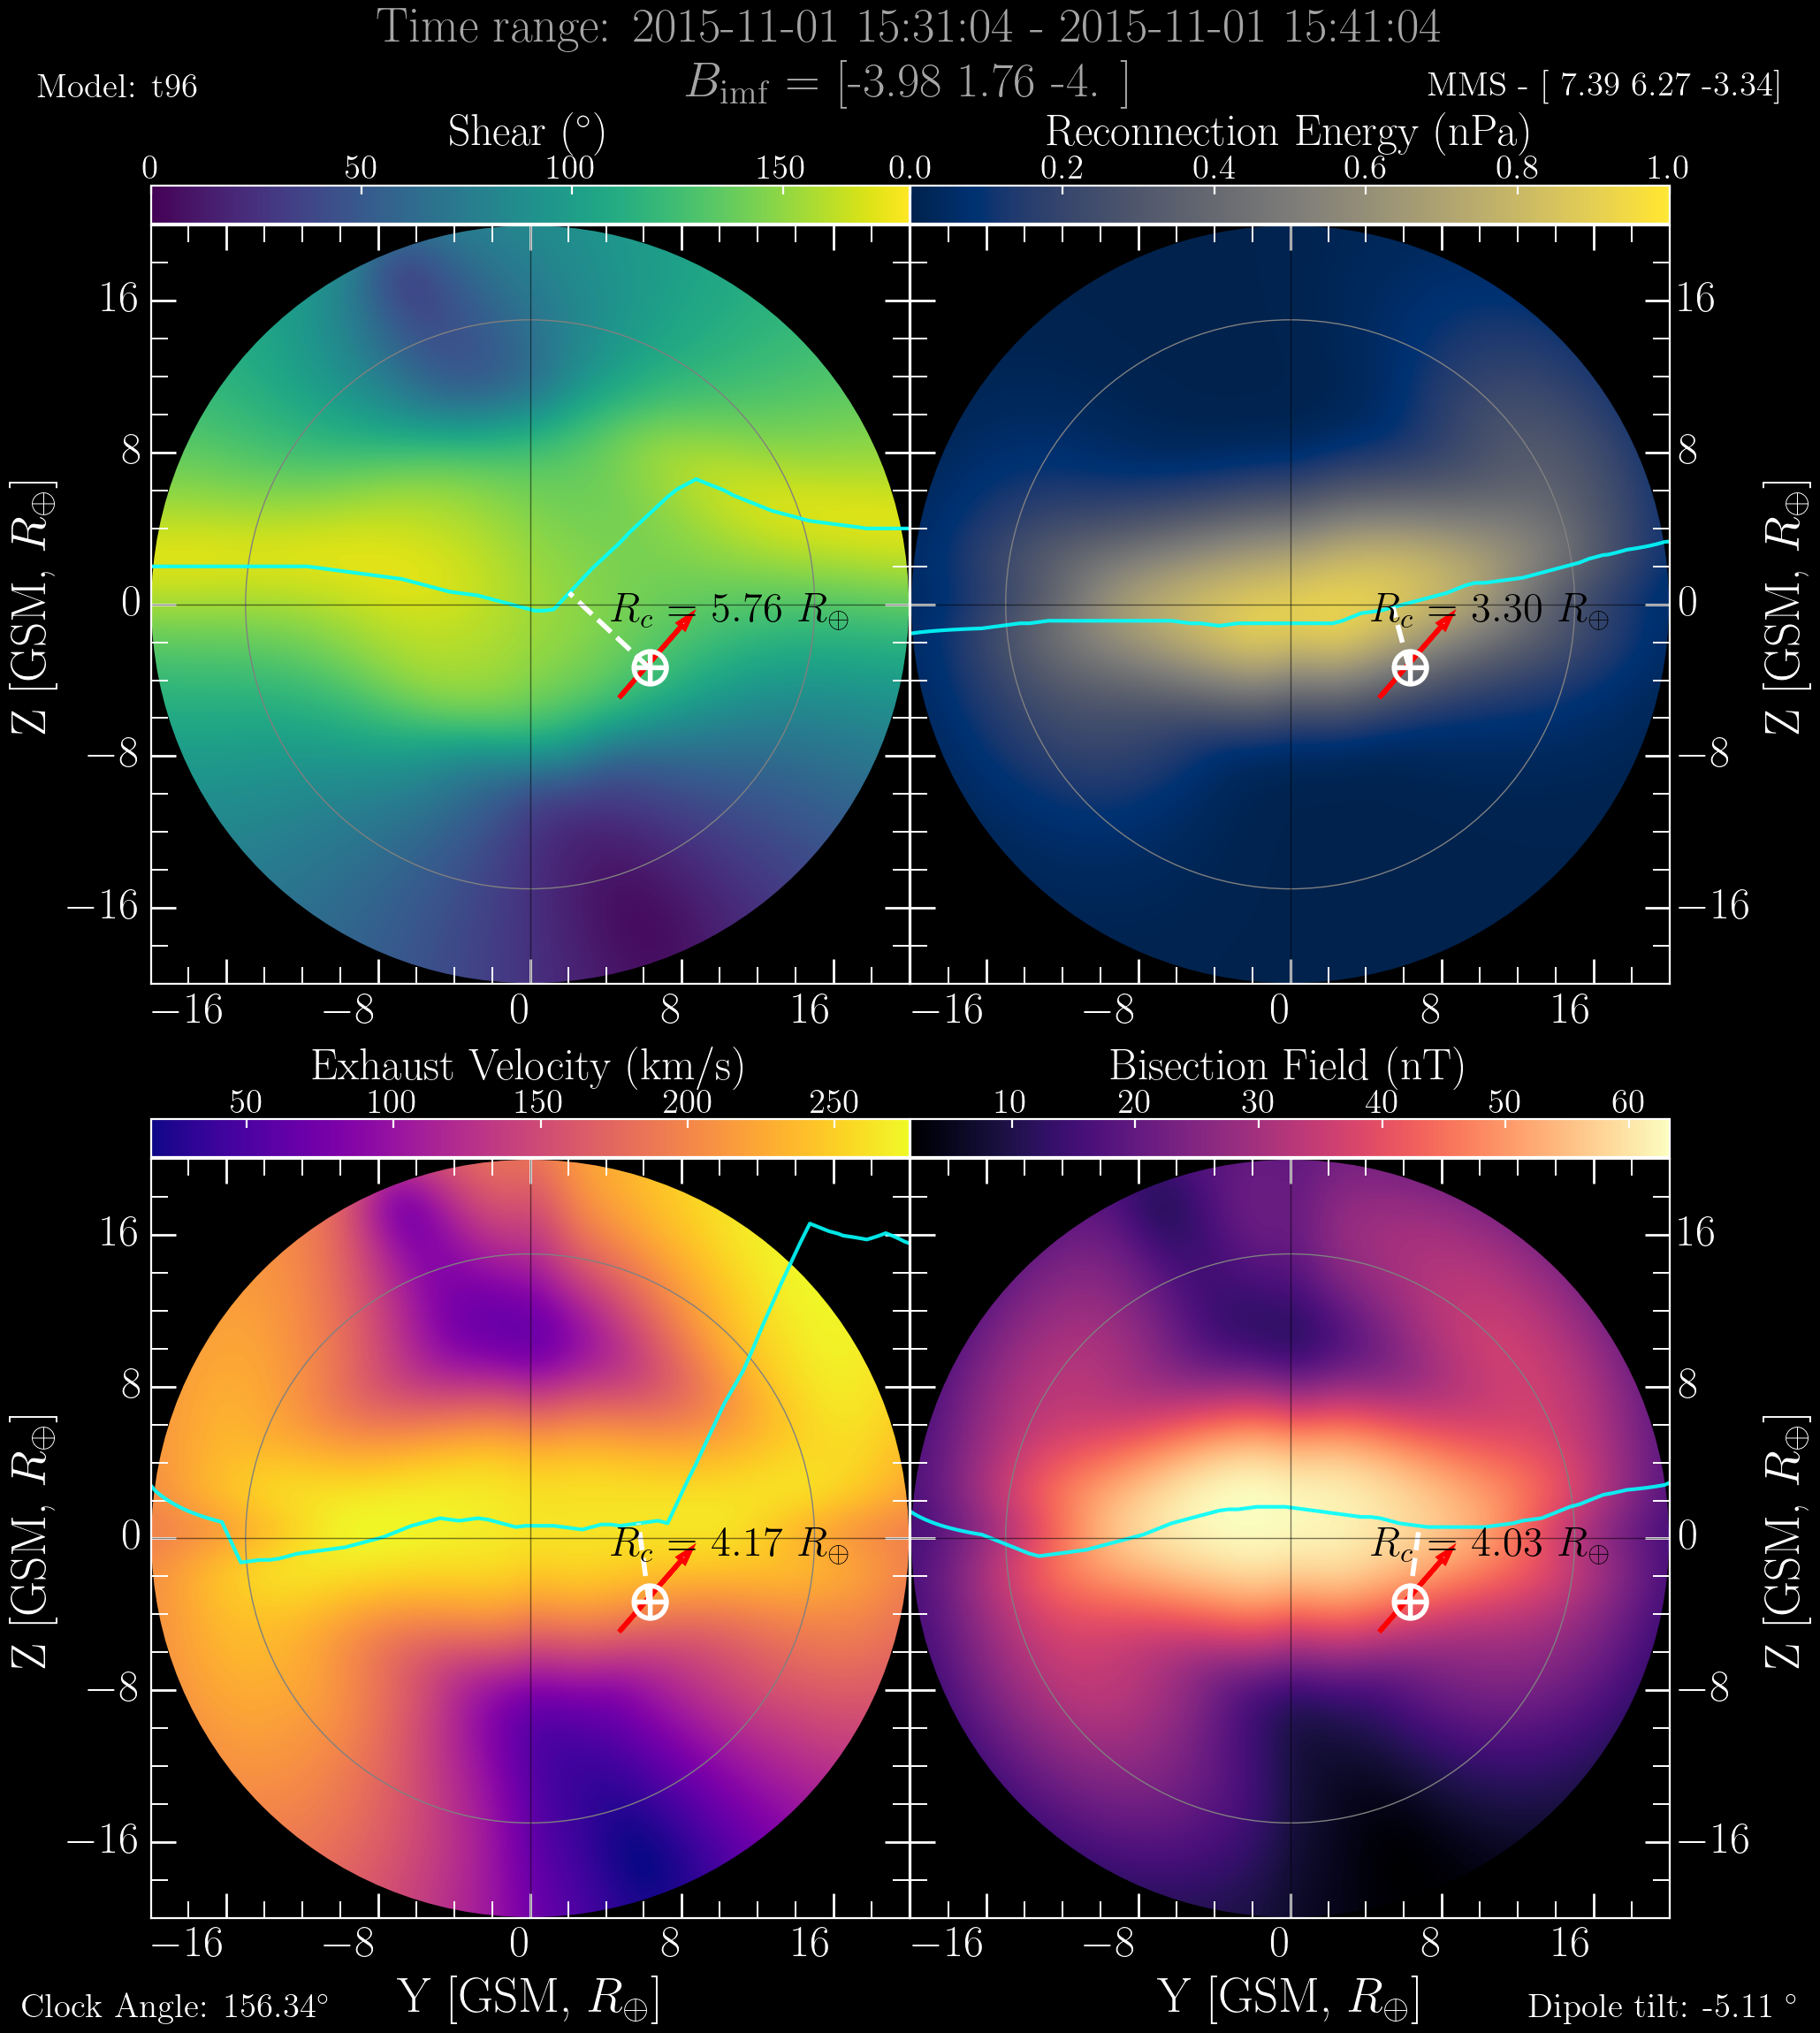 Time range: 2015-11-01 15:31:04 - 2015-11-01 15:41:04
Model: t96
B_imf = [-3.98 1.76 -4. ]
MMS - [ 7.39 6.27 -3.34]
Shear (°)
Reconnection Energy (nPa)
0 50 100 150 0.0 0.2 0.4 0.6 0.8 1.0
16 16
8 8
0 0
−8 −8
−16 −16
Z [GSM, R⊕]
R_c = 5.76 R⊕
R_c = 3.30 R⊕
Z [GSM, R⊕]
−16 −8 0 8 16 −16 −8 0 8 16
Exhaust Velocity (km/s)
Bisection Field (nT)
50 100 150 200 250 10 20 30 40 50 60
16 16
8 8
0 0
−8 −8
−16 −16
Z [GSM, R⊕]
R_c = 4.17 R⊕
R_c = 4.03 R⊕
Z [GSM, R⊕]
−16 −8 0 8 16 −16 −8 0 8 16
Y [GSM, R⊕]
Y [GSM, R⊕]
Clock Angle: 156.34°
Dipole tilt: -5.11 °